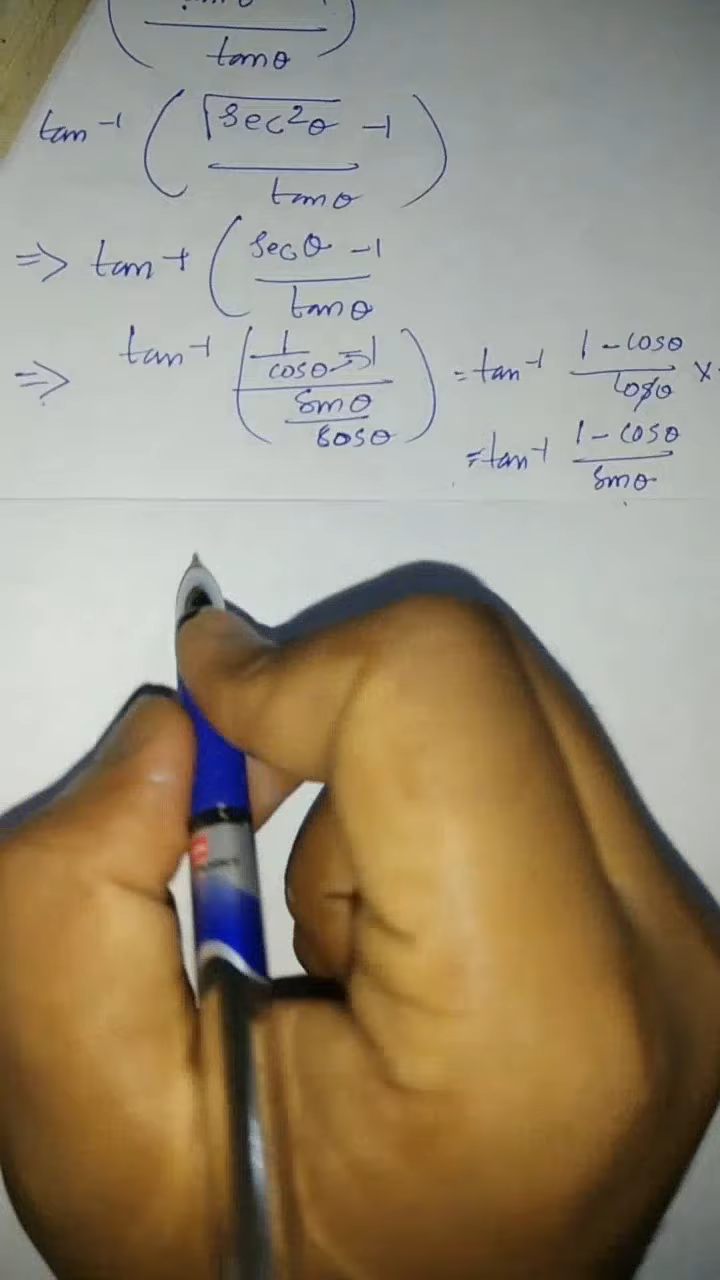 tanθ
tan⁻¹ ( √sec²θ -1 / tanθ )
=> tan⁻¹ ( secθ -1 / tanθ
=> tan⁻¹ ( 1/cosθ - 1 / sinθ/cosθ ) = tan⁻¹ 1-cosθ / cosθ ×
= tan⁻¹ 1-cosθ / sinθ